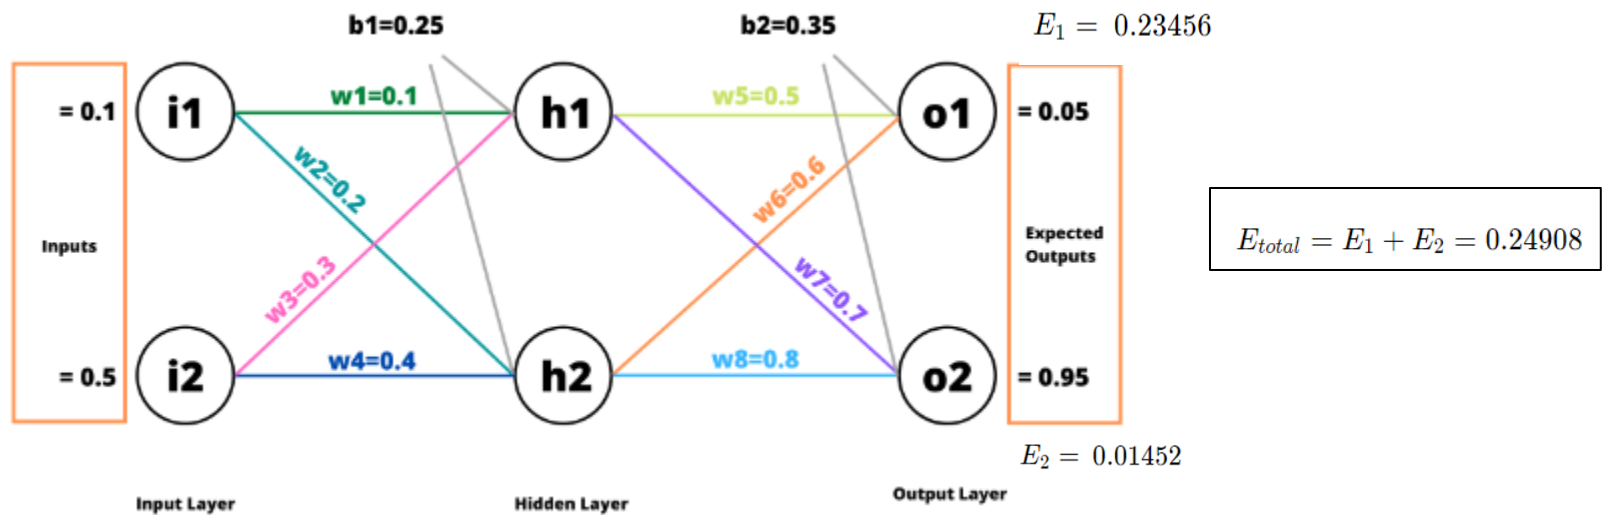 b1=0.25
b2=0.35
E₁ = 0.23456
= 0.1
i1
w1=0.1
h1
w5=0.5
o1
= 0.05
w2=0.2
w6=0.6
Inputs
Expected
Outputs
E_total = E₁ + E₂ = 0.24908
w3=0.3
w7=0.7
= 0.5
i2
w4=0.4
h2
w8=0.8
o2
= 0.95
E₂ = 0.01452
Input Layer
Hidden Layer
Output Layer